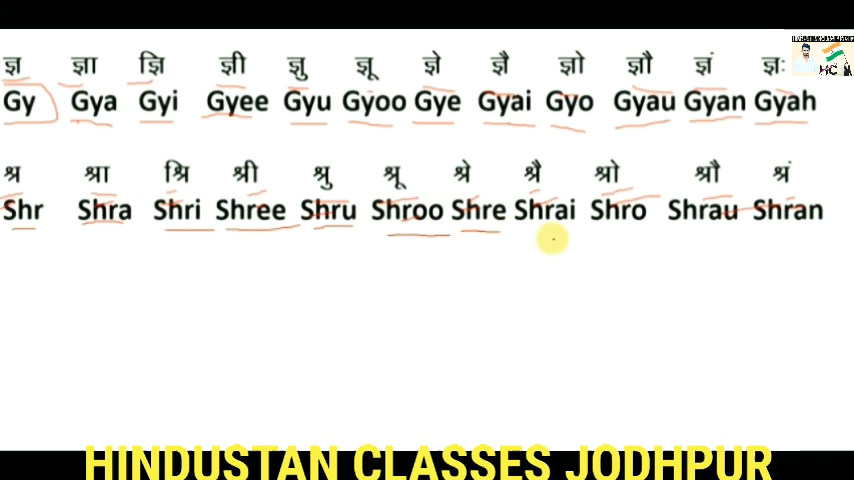 ज्ञ ज्ञा ज्ञि ज्ञी ज्ञु ज्ञू ज्ञे ज्ञै ज्ञो ज्ञौ ज्ञं ज्ञः
Gy Gya Gyi Gyee Gyu Gyoo Gye Gyai Gyo Gyau Gyan Gyah
श्र श्रा श्रि श्री श्रु श्रू श्रे श्रै श्रो श्रौ श्रं
Shr Shra Shri Shree Shru Shroo Shre Shrai Shro Shrau Shran
HC
HINDUSTAN CLASSES JODHPUR